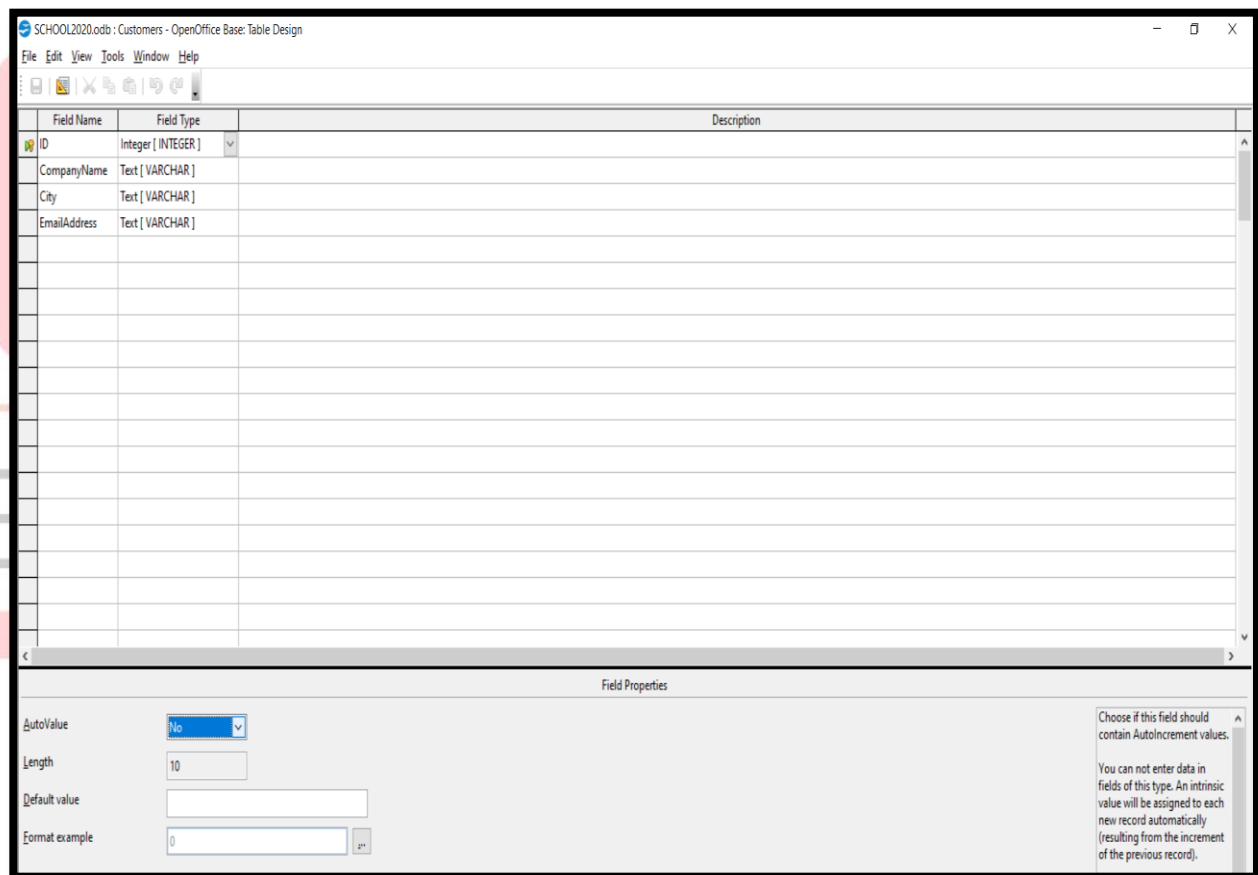 SCHOOL2020.odb : Customers - OpenOffice Base: Table Design
File Edit View Tools Window Help
Field Name Field Type Description
ID Integer [ INTEGER ]
CompanyName Text [ VARCHAR ]
City Text [ VARCHAR ]
EmailAddress Text [ VARCHAR ]
Field Properties
AutoValue No
Length 10
Default value
Format example 0 ...
Choose if this field should
contain AutoIncrement values.
You can not enter data in
fields of this type. An intrinsic
value will be assigned to each
new record automatically
(resulting from the increment
of the previous record).